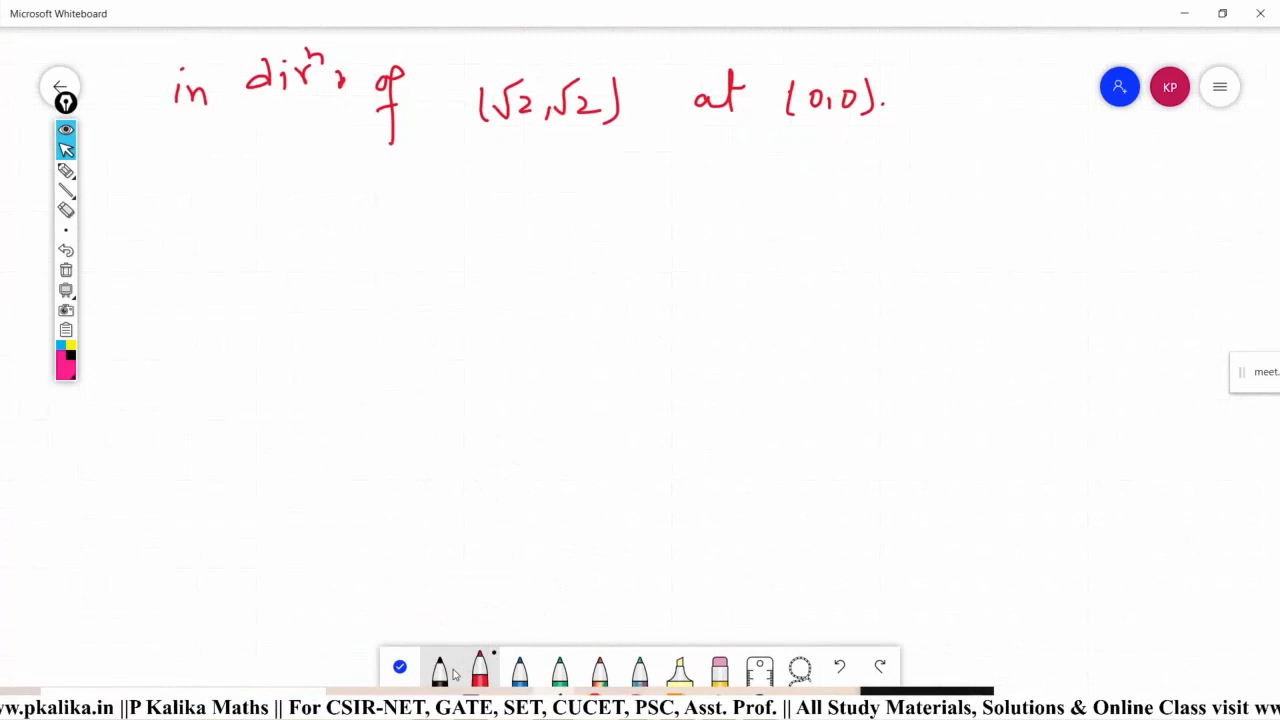 Microsoft Whiteboard
in dirⁿ of (√2,√2) at (0,0).
KP
meet.
ww.pkalika.in ||P Kalika Maths || For CSIR-NET, GATE, SET, CUCET, PSC, Asst. Prof. || All Study Materials, Solutions & Online Class visit ww